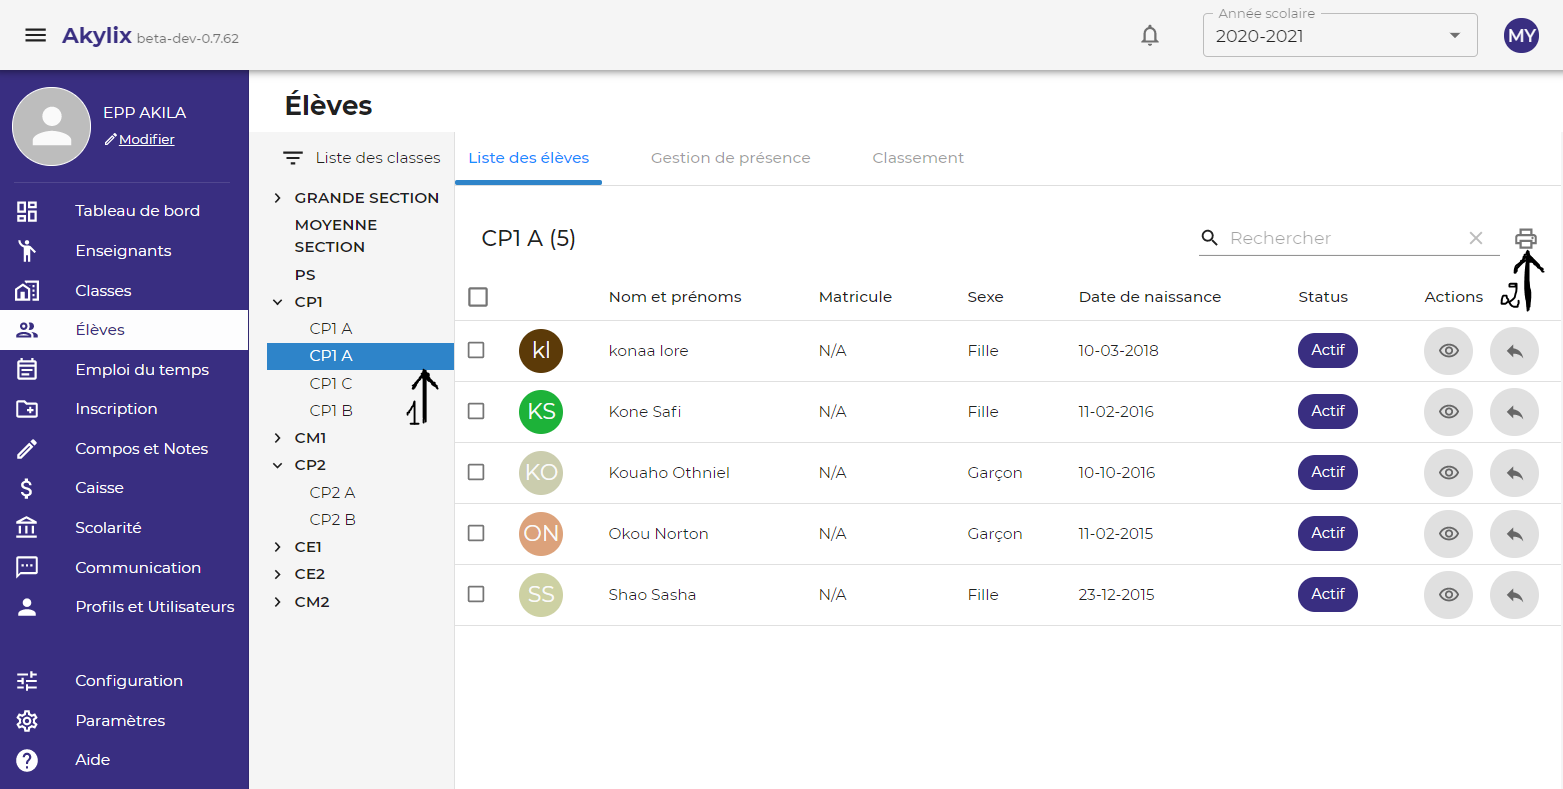 Akylix beta-dev-0.7.62
Année scolaire
2020-2021
MY
EPP AKILA
Modifier
Tableau de bord
Enseignants
Classes
Élèves
Emploi du temps
Inscription
Compos et Notes
Caisse
Scolarité
Communication
Profils et Utilisateurs
Configuration
Paramètres
Aide
Élèves
Liste des classes
GRANDE SECTION
MOYENNE
SECTION
PS
CP1
CP1 A
CP1 A
CP1 C
CP1 B
CM1
CP2
CP2 A
CP2 B
CE1
CE2
CM2
1
Liste des élèves Gestion de présence Classement
CP1 A (5)
Rechercher
2
Nom et prénoms Matricule Sexe Date de naissance Status Actions
kl konaa lore N/A Fille 10-03-2018 Actif
KS Kone Safi N/A Fille 11-02-2016 Actif
KO Kouaho Othniel N/A Garçon 10-10-2016 Actif
ON Okou Norton N/A Garçon 11-02-2015 Actif
SS Shao Sasha N/A Fille 23-12-2015 Actif